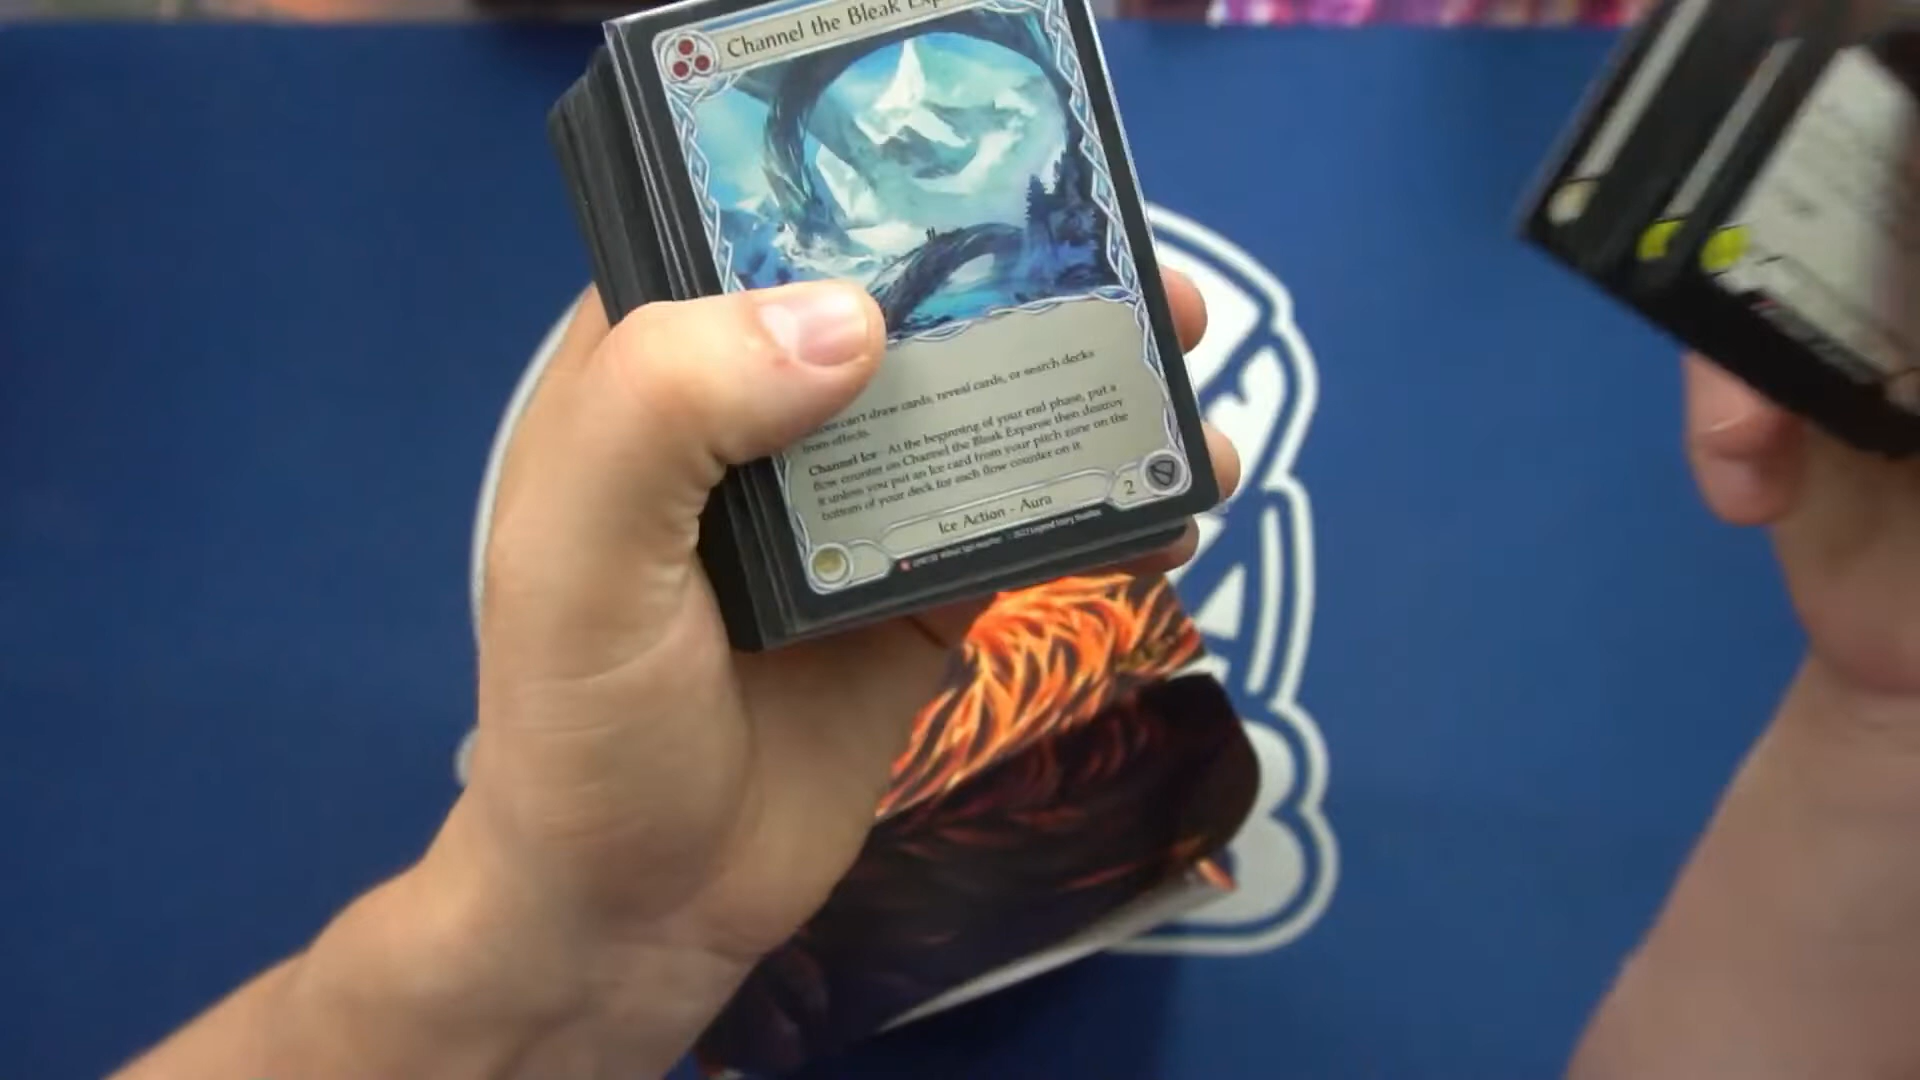 Channel the Bleak Exp
can't draw cards, reveal cards, or search decks
from effects.
Channel Ice - At the beginning of your end phase, put a
flow counter on Channel the Bleak Expanse then destroy
it unless you put an Ice card from your pitch zone on the
bottom of your deck for each flow counter on it.
Ice Action - Aura
2